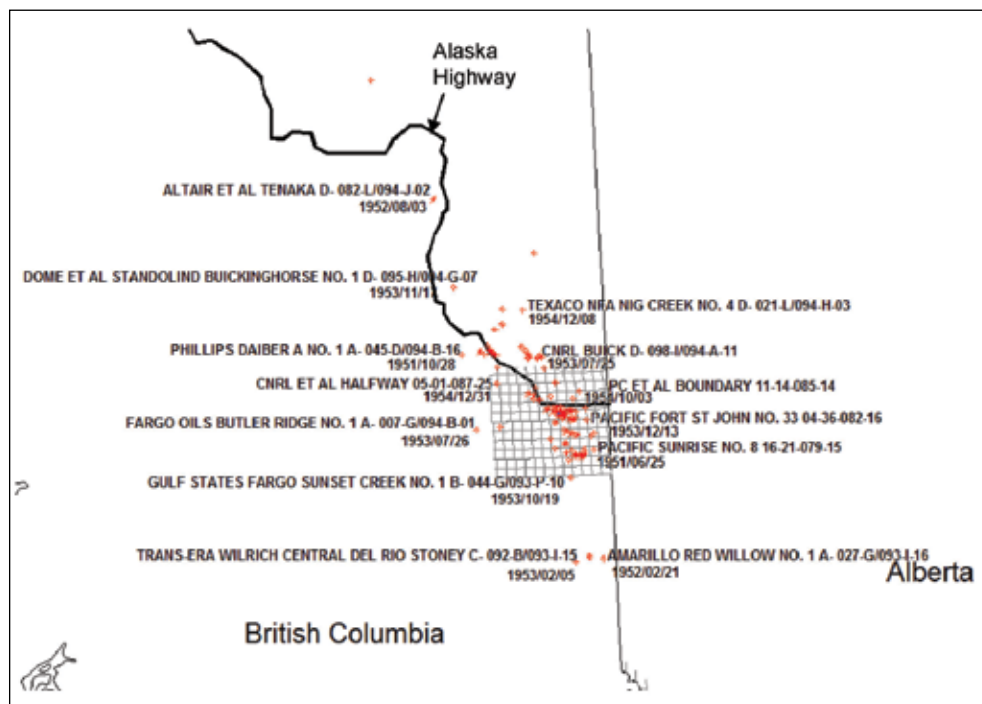 Alaska
Highway
ALTAIR ET AL TENAKA D- 082-L/094-J-02
1952/08/03
DOME ET AL STANDOLIND BUICKINGHORSE NO. 1 D- 095-H/094-G-07
1953/11/17
TEXACO NFA NIG CREEK NO. 4 D- 021-L/094-H-03
1954/12/08
PHILLIPS DAIBER A NO. 1 A- 045-D/094-B-16
1951/10/28
CNRL BUICK D- 098-I/094-A-11
1953/07/25
CNRL ET AL HALFWAY 05-01-087-25
1954/12/31
PC ET AL BOUNDARY 11-14-085-14
/10/03
PACIFIC FORT ST JOHN NO. 33 04-36-082-16
1953/12/13
FARGO OILS BUTLER RIDGE NO. 1 A- 007-G/094-B-01
1953/07/26
PACIFIC SUNRISE NO. 8 16-21-079-15
1951/06/25
GULF STATES FARGO SUNSET CREEK NO. 1 B- 044-G/093-P-10
1953/10/19
TRANS-ERA WILRICH CENTRAL DEL RIO STONEY C- 092-B/093-I-15
1953/02/05
AMARILLO RED WILLOW NO. 1 A- 027-G/093-I-16
1952/02/21
Alberta
British Columbia